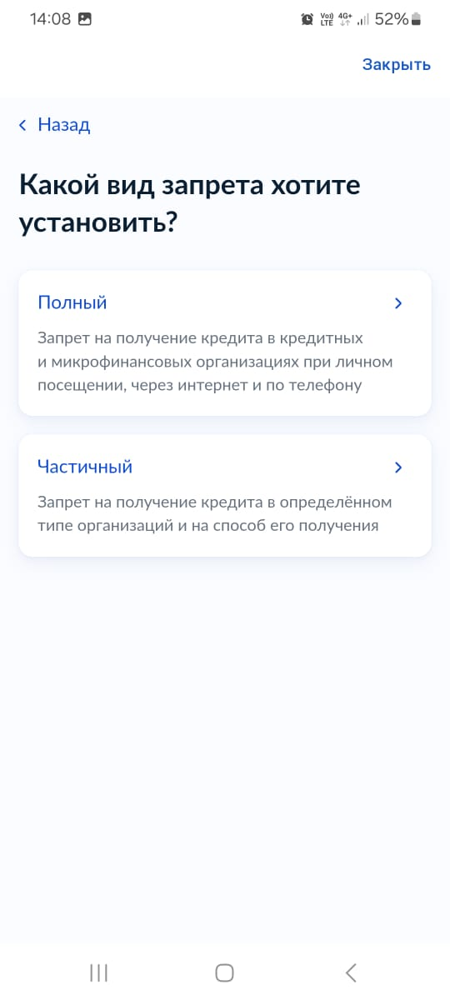 14:08 Vo)) LTE 4G+ 52%
Закрыть
Назад
Какой вид запрета хотите
установить?
Полный
Запрет на получение кредита в кредитных
и микрофинансовых организациях при личном
посещении, через интернет и по телефону
Частичный
Запрет на получение кредита в определённом
типе организаций и на способ его получения